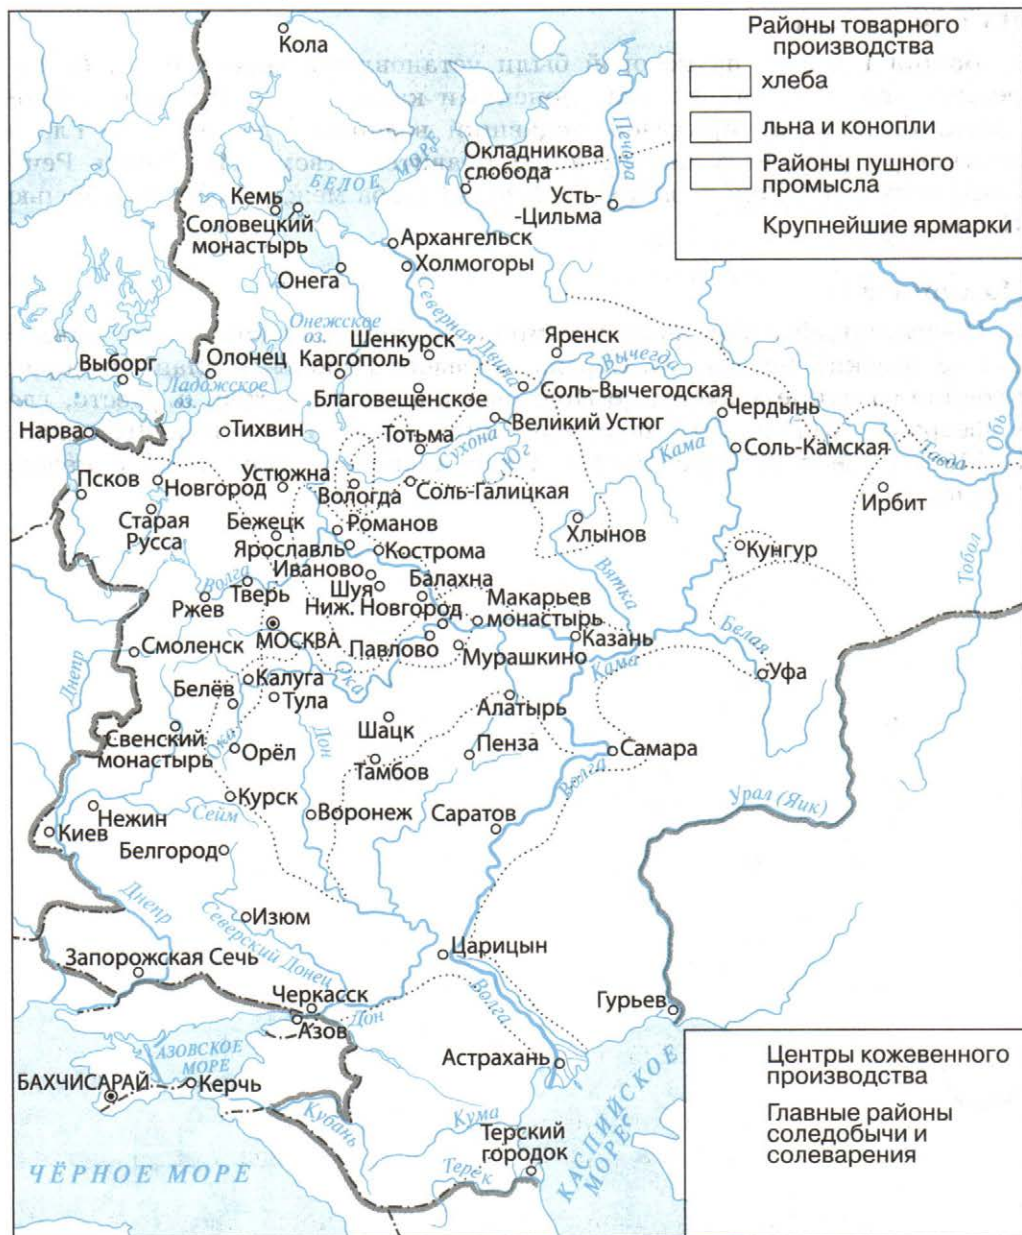 Районы товарного
производства
хлеба
льна и конопли
Районы пушного
промысла
Крупнейшие ярмарки
Кола
Печора
БЕЛОЕ МОРЕ
Окладникова
слобода
Усть-
-Цильма
Кемь
Соловецкий
монастырь
Архангельск
Холмогоры
Онега
Северная Двина
Онежское
оз.
Шенкурск
Яренск
Вычегда
Выборг
Олонец
Каргополь
Ладожское
оз.
Благовещенское
Соль-Вычегодская
Чердынь
Обь
Нарва
Тихвин
Тотьма
Великий Устюг
Сухона
Юг
Кама
Соль-Камская
Тавда
Псков
Новгород
Устюжна
Вологда
Соль-Галицкая
Ирбит
Старая
Русса
Бежецк
Романов
Хлынов
Ярославль
Кострома
Кунгур
Тобол
Иваново
Балахна
Вятка
Волга
Тверь
Шуя
Ржев
Ниж. Новгород
Макарьев
монастырь
Белая
МОСКВА
Павлово
Казань
Смоленск
Мурашкино
Кама
Уфа
Днепр
Калуга
Ока
Белёв
Тула
Алатырь
Свенский
монастырь
Ока
Орёл
Дон
Шацк
Пенза
Самара
Тамбов
Волга
Курск
Урал (Яик)
Нежин
Сейм
Воронеж
Саратов
Киев
Белгород
Днепр
Изюм
Северский Донец
Царицын
Запорожская Сечь
Волга
Гурьев
Черкасск
Дон
Азов
АЗОВСКОЕ
МОРЕ
Астрахань
БАХЧИСАРАЙ
Керчь
Кубань
Кума
КАСПИЙСКОЕ
МОРЕ
Терский
городок
Терек
ЧЁРНОЕ МОРЕ
Центры кожевенного
производства
Главные районы
соледобычи и
солеварения